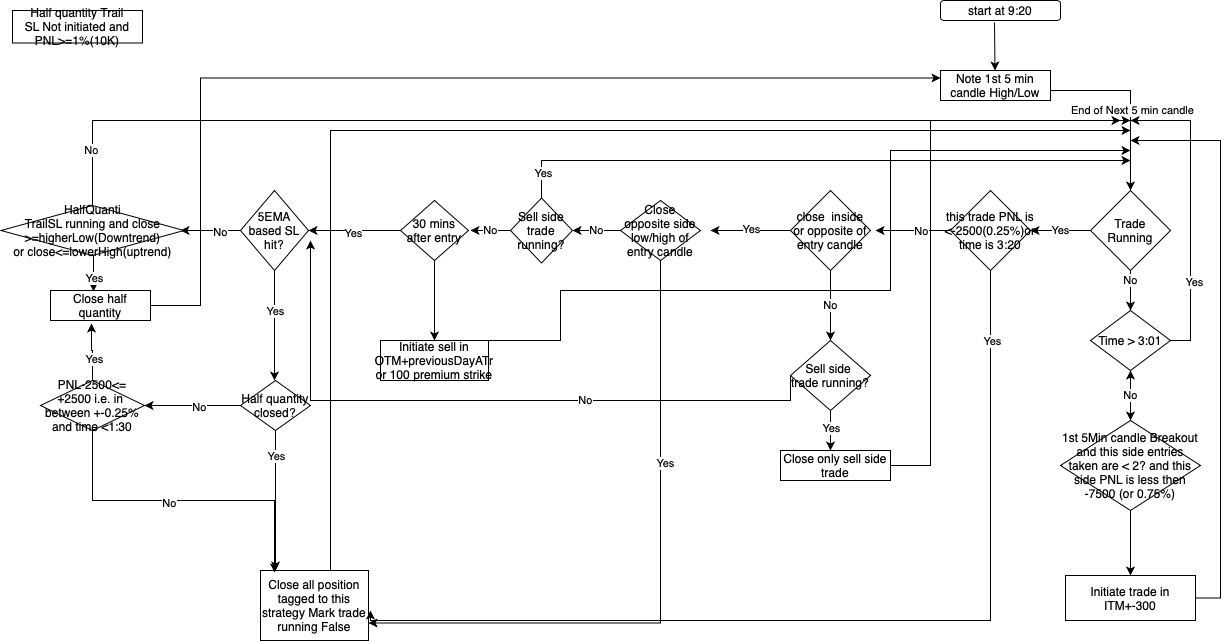 Half quantity Trail
SL Not initiated and
PNL>=1%(10K)
start at 9:20
Note 1st 5 min
candle High/Low
End of Next 5 min candle
No
Yes
HalfQuanti
TrailSL running and close
>=higherLow(Downtrend)
or close<=lowerHigh(uptrend)
No
5EMA
based SL
hit?
Yes
30 mins
after entry
No
Sell side
trade running?
No
Close
opposite side
low/high of
entry candle
Yes
close inside
or opposite of
entry candle
No
this trade PNL is
<-2500(0.25%)or
time is 3:20
Yes
Trade
Running
Yes
Close half
quantity
Yes
No
No
Yes
Initiate sell in
OTM+previousDayATr
or 100 premium strike
Yes
Time > 3:01
Yes
PNL-2500<=
+2500 i.e. in
between +-0.25%
and time <1:30
No
Half quantity
closed?
No
Sell side
trade running?
No
Yes
Yes
Yes
Close only sell side
trade
1st 5Min candle Breakout
and this side entries
taken are < 2? and this
side PNL is less then
-7500 (or 0.75%)
No
Close all position
tagged to this
strategy Mark trade
running False
Initiate trade in
ITM+-300